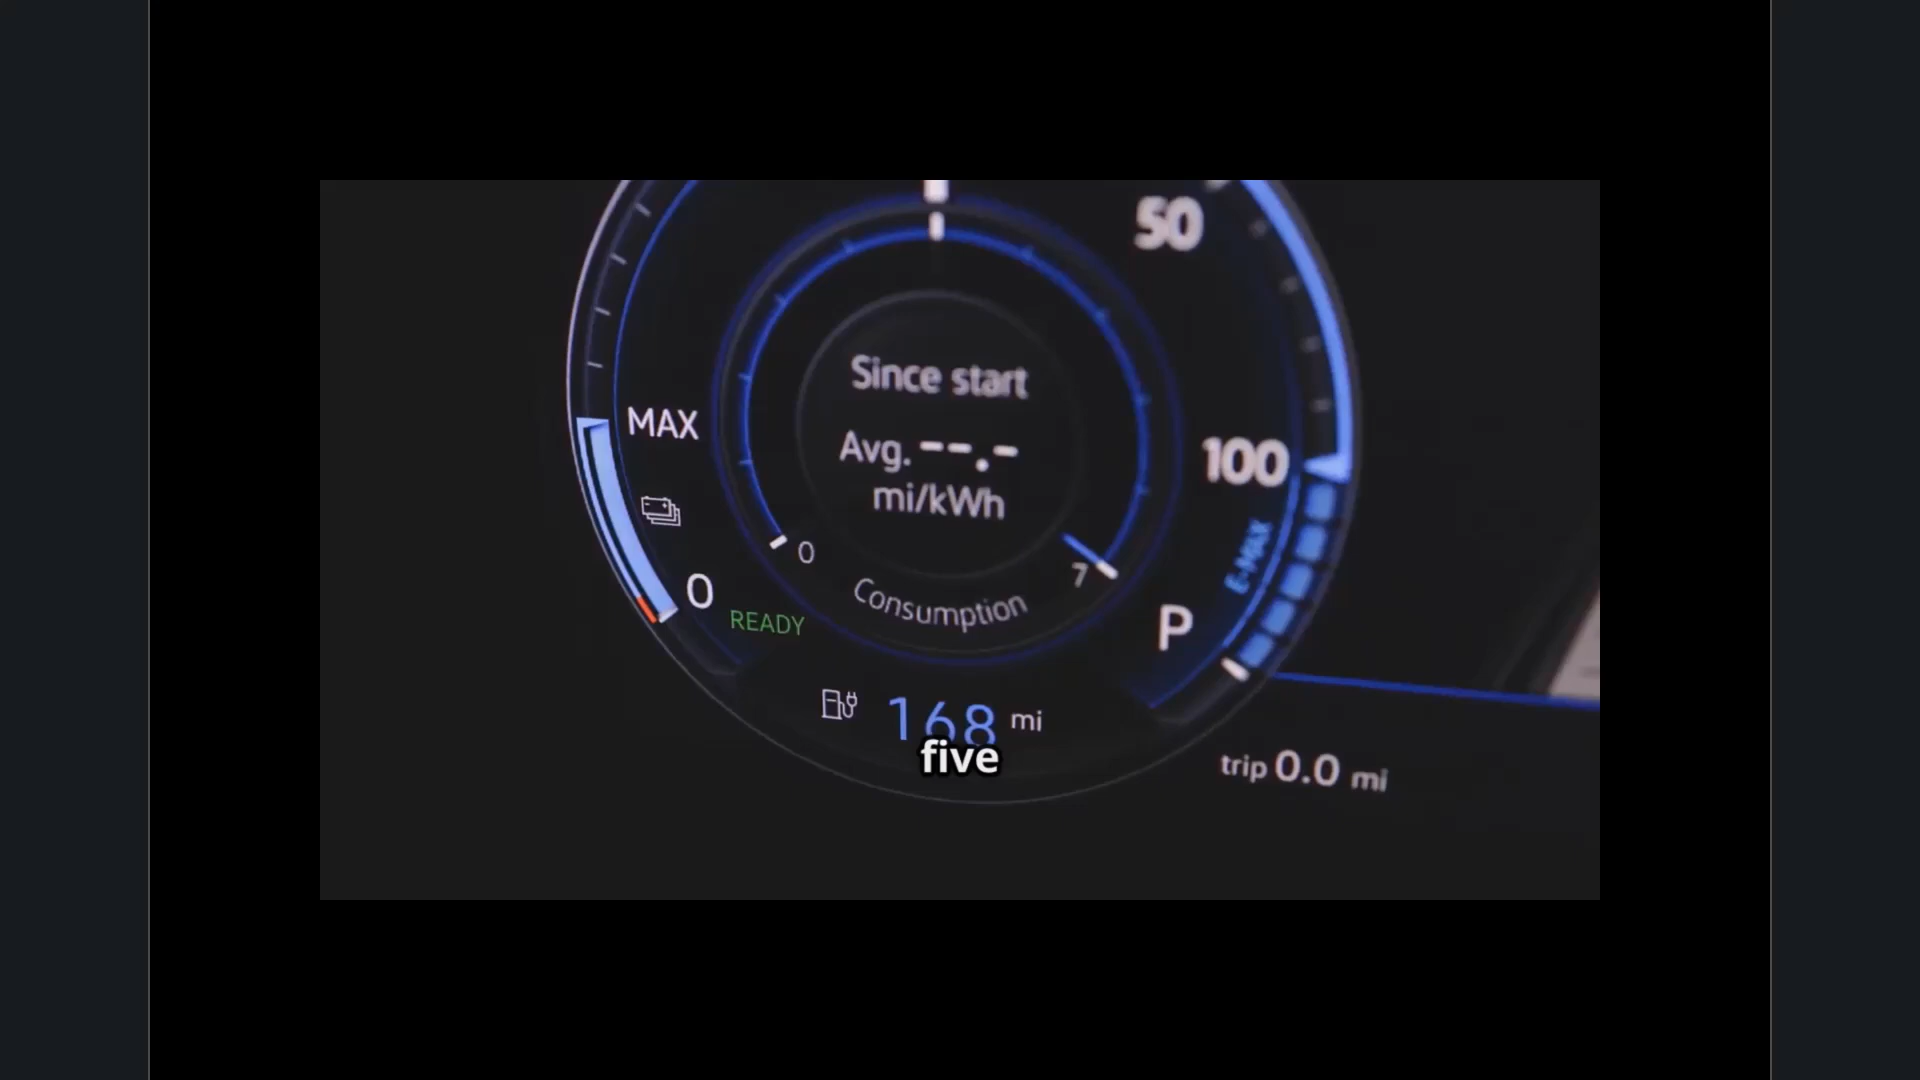 50
Since start
MAX
Avg. --.-
100
mi/kWh
E-MAX
0
7
0
Consumption
READY
P
168 mi
five
trip 0.0 mi